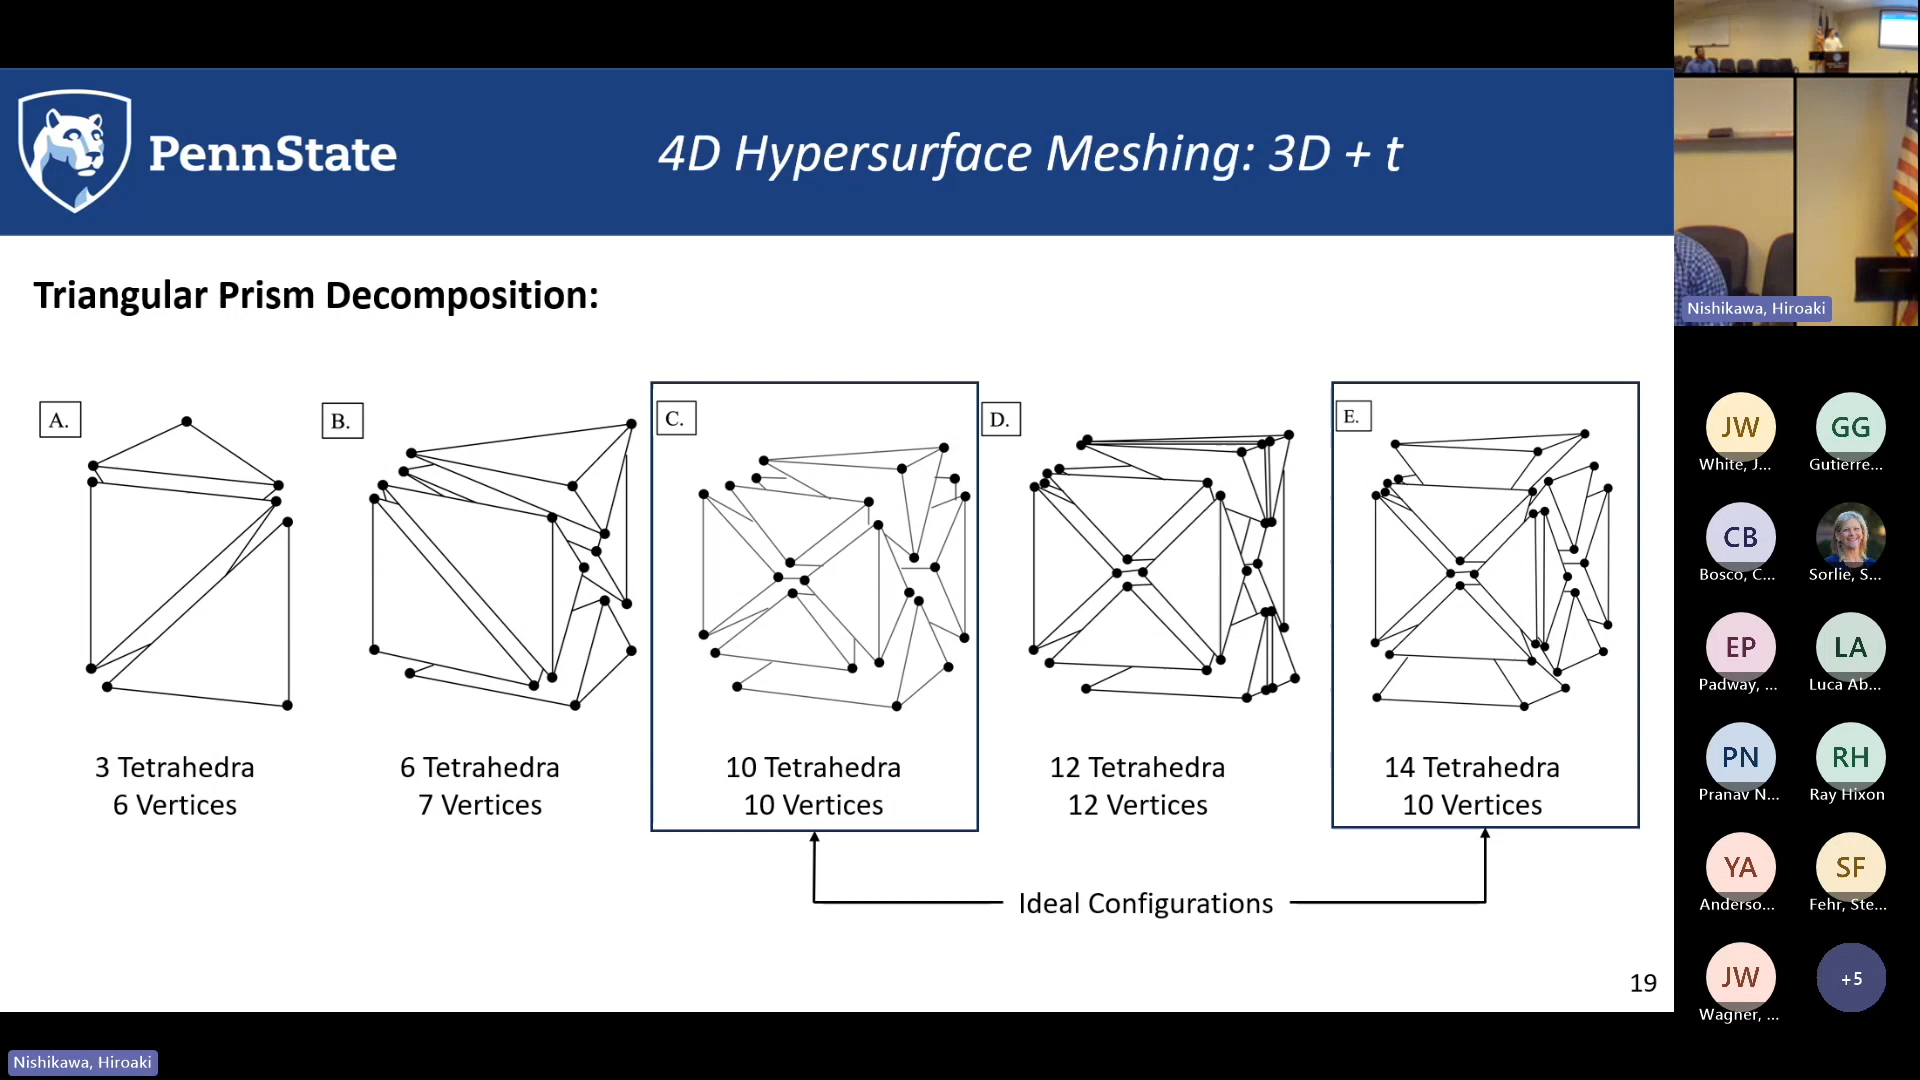 PennState
4D Hypersurface Meshing: 3D + t
Triangular Prism Decomposition:
A.
B.
C.
D.
E.
3 Tetrahedra
6 Vertices
6 Tetrahedra
7 Vertices
10 Tetrahedra
10 Vertices
12 Tetrahedra
12 Vertices
14 Tetrahedra
10 Vertices
Ideal Configurations
19
Nishikawa, Hiroaki
JW
White, J...
GG
Gutierre...
CB
Bosco, C...
Sorlie, S...
EP
Padway, ...
LA
Luca Ab...
PN
Pranav N...
RH
Ray Hixon
YA
Anderso...
SF
Fehr, Ste...
JW
Wagner, ...
+5
Nishikawa, Hiroaki